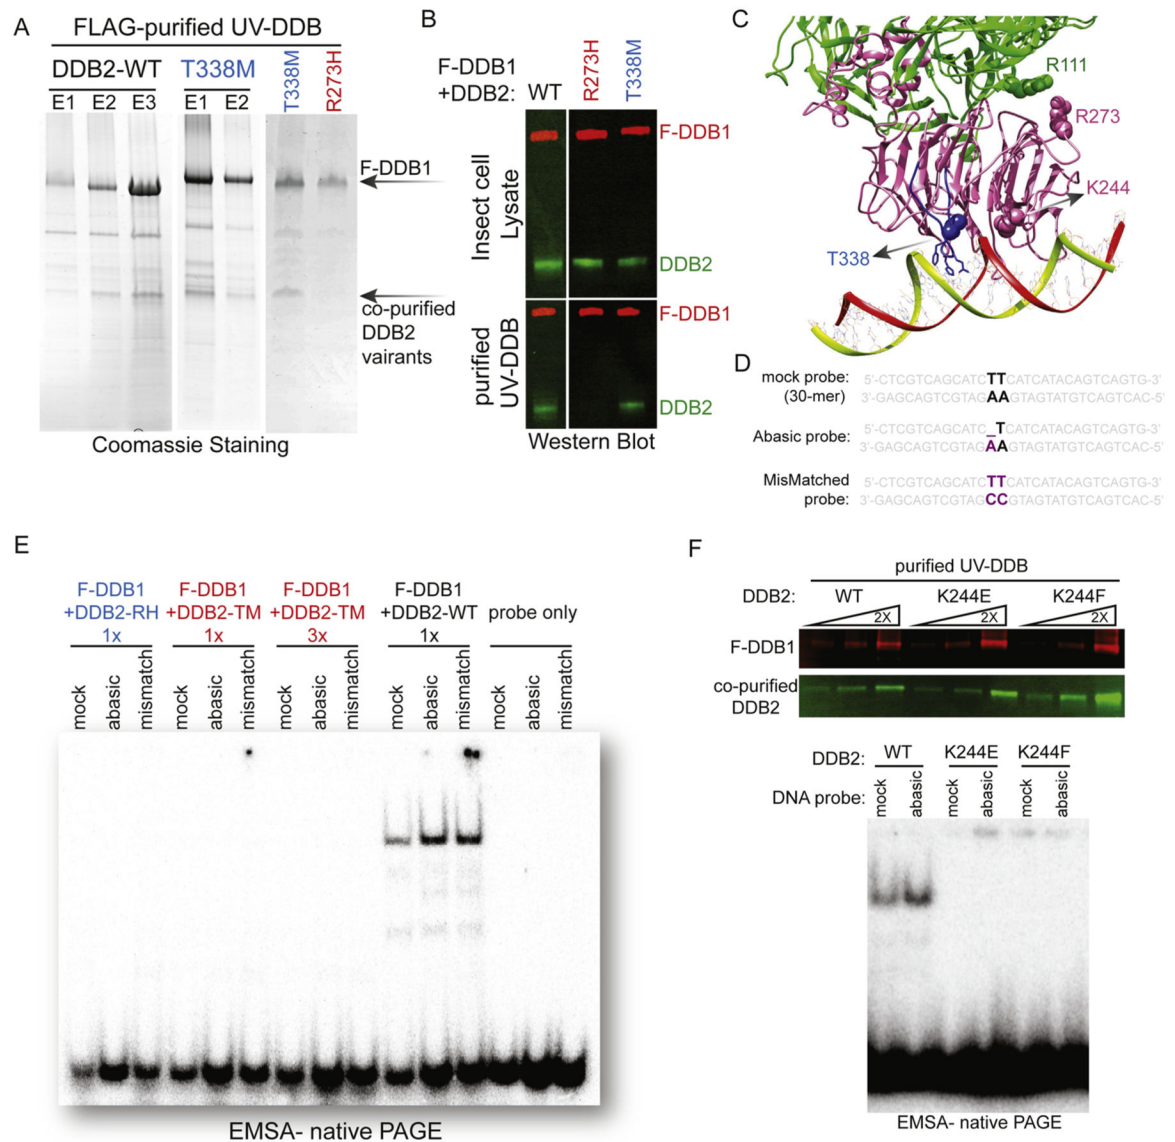 A
FLAG-purified UV-DDB
DDB2-WT T338M
T338M
R273H
E1 E2 E3 E1 E2
F-DDB1
co-purified
DDB2
vairants
Coomassie Staining
B
F-DDB1
+DDB2: WT
R273H
T338M
Insect cell
Lysate
F-DDB1
DDB2
purified
UV-DDB
F-DDB1
DDB2
Western Blot
C
R111
R273
K244
T338
D
mock probe: 5'-CTCGTCAGCATCTTCATCATACAGTCAGTG-3'
(30-mer) 3'-GAGCAGTCGTAGAAGTAGTATGTCAGTCAC-5'
Abasic probe: 5'-CTCGTCAGCATC_TCATCATACAGTCAGTG-3'
3'-GAGCAGTCGTAGAAGTAGTATGTCAGTCAC-5'
MisMatched 5'-CTCGTCAGCATCTTCATCATACAGTCAGTG-3'
probe: 3'-GAGCAGTCGTAGCCGTAGTATGTCAGTCAC-5'
E
F-DDB1 F-DDB1 F-DDB1 F-DDB1
+DDB2-RH +DDB2-TM +DDB2-TM +DDB2-WT probe only
1x 1x 3x 1x
mock abasic mismatch mock abasic mismatch mock abasic mismatch mock abasic mismatch mock abasic mismatch
EMSA- native PAGE
F
purified UV-DDB
DDB2: WT K244E K244F
2X 2X 2X
F-DDB1
co-purified
DDB2
DDB2: WT K244E K244F
DNA probe: mock abasic mock abasic mock abasic
EMSA- native PAGE